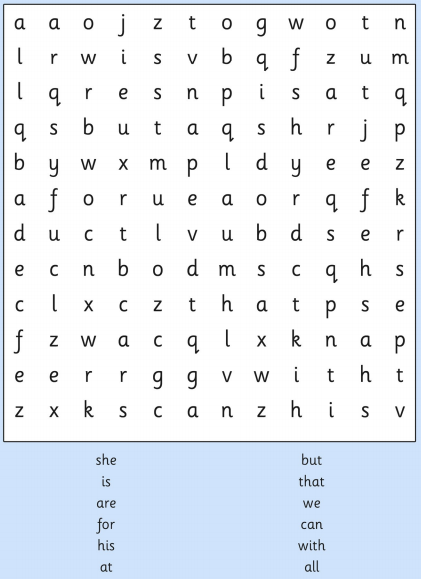 a a o j z t o g w o t n
l r w i s v b q f z u m
l q r e s n p i s a t q
q s b u t a q s h r j p
b y w x m p l d y e e z
a f o r u e a o r q f k
d u c t l v u b d s e r
e c n b o d m s c q h s
c l x c z t h a t p s e
f z w a c q l x k n a p
e e r r g g v w i t h t
z x k s c a n z h i s v
she but
is that
are we
for can
his with
at all